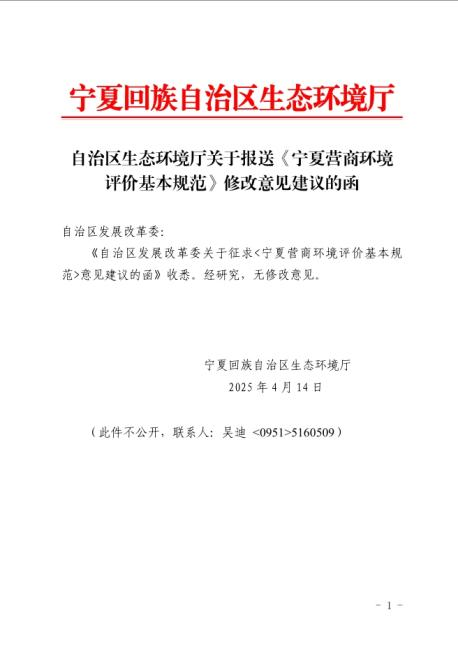 宁夏回族自治区生态环境厅
自治区生态环境厅关于报送《宁夏营商环境
评价基本规范》修改意见建议的函
自治区发展改革委：
《自治区发展改革委关于征求<宁夏营商环境评价基本规
范>意见建议的函》收悉。经研究，无修改意见。
宁夏回族自治区生态环境厅
2025 年 4 月 14 日
（此件不公开，联系人：吴迪 <0951>5160509）
- 1 -